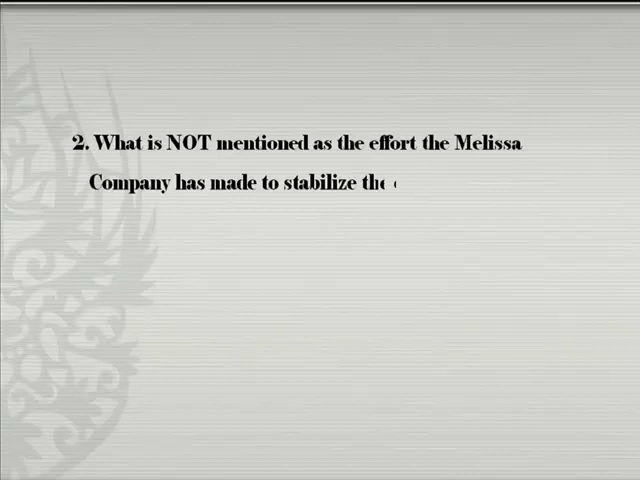 2. What is NOT mentioned as the effort the Melissa
Company has made to stabilize the